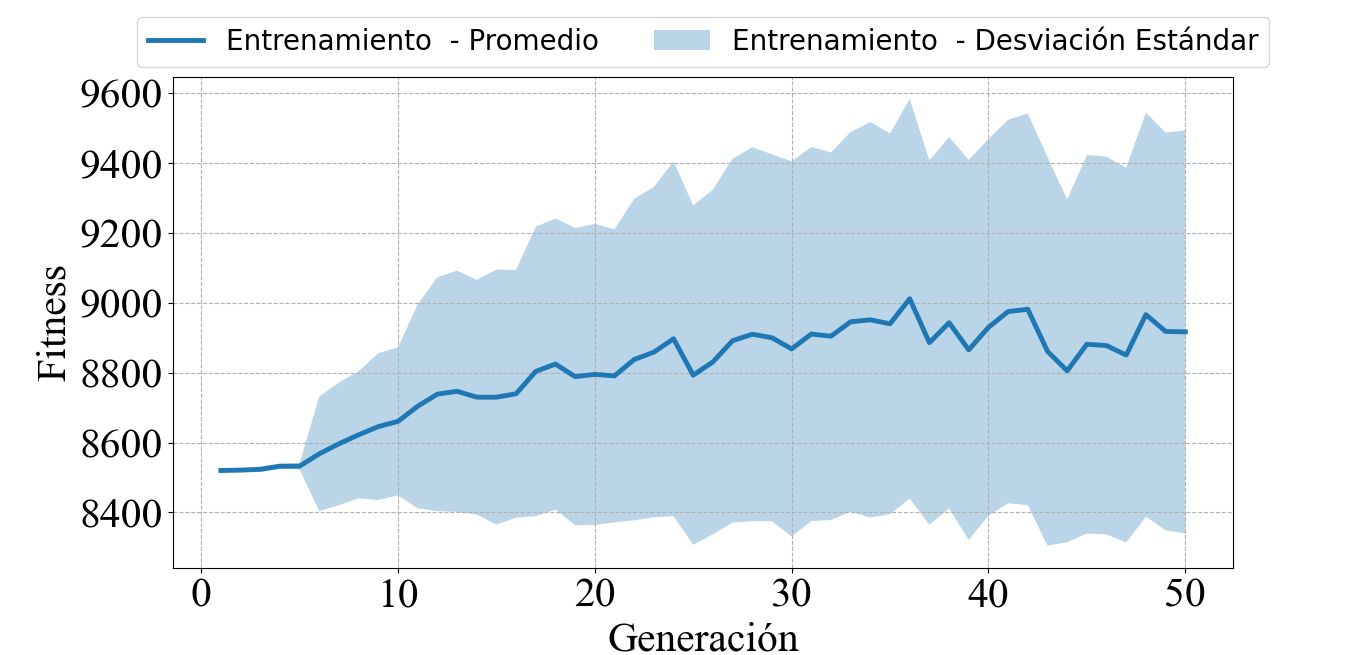 Entrenamiento  - Promedio
Entrenamiento  - Desviación Estándar
9600
9400
9200
9000
8800
8600
8400
Fitness
0 10 20 30 40 50
Generación